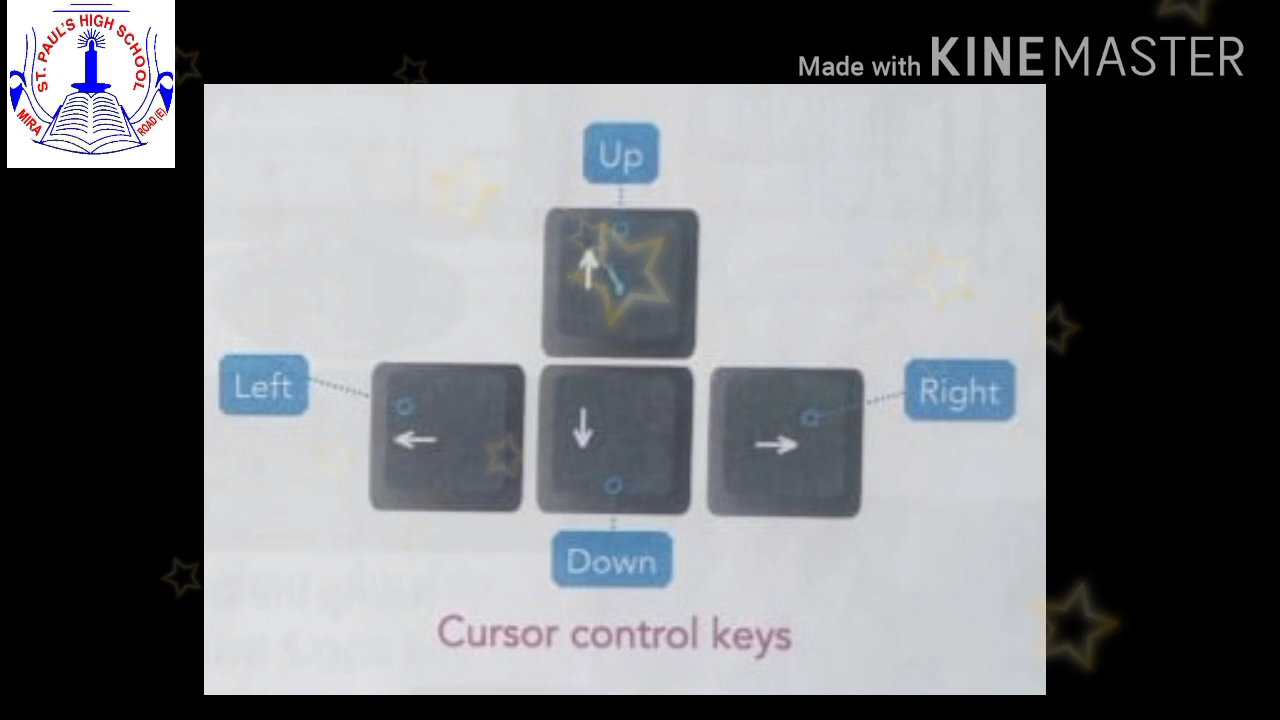 ST. PAUL'S HIGH SCHOOL
MIRA ROAD (E)
Made with KINEMASTER
Up
Left
Right
Down
Cursor control keys